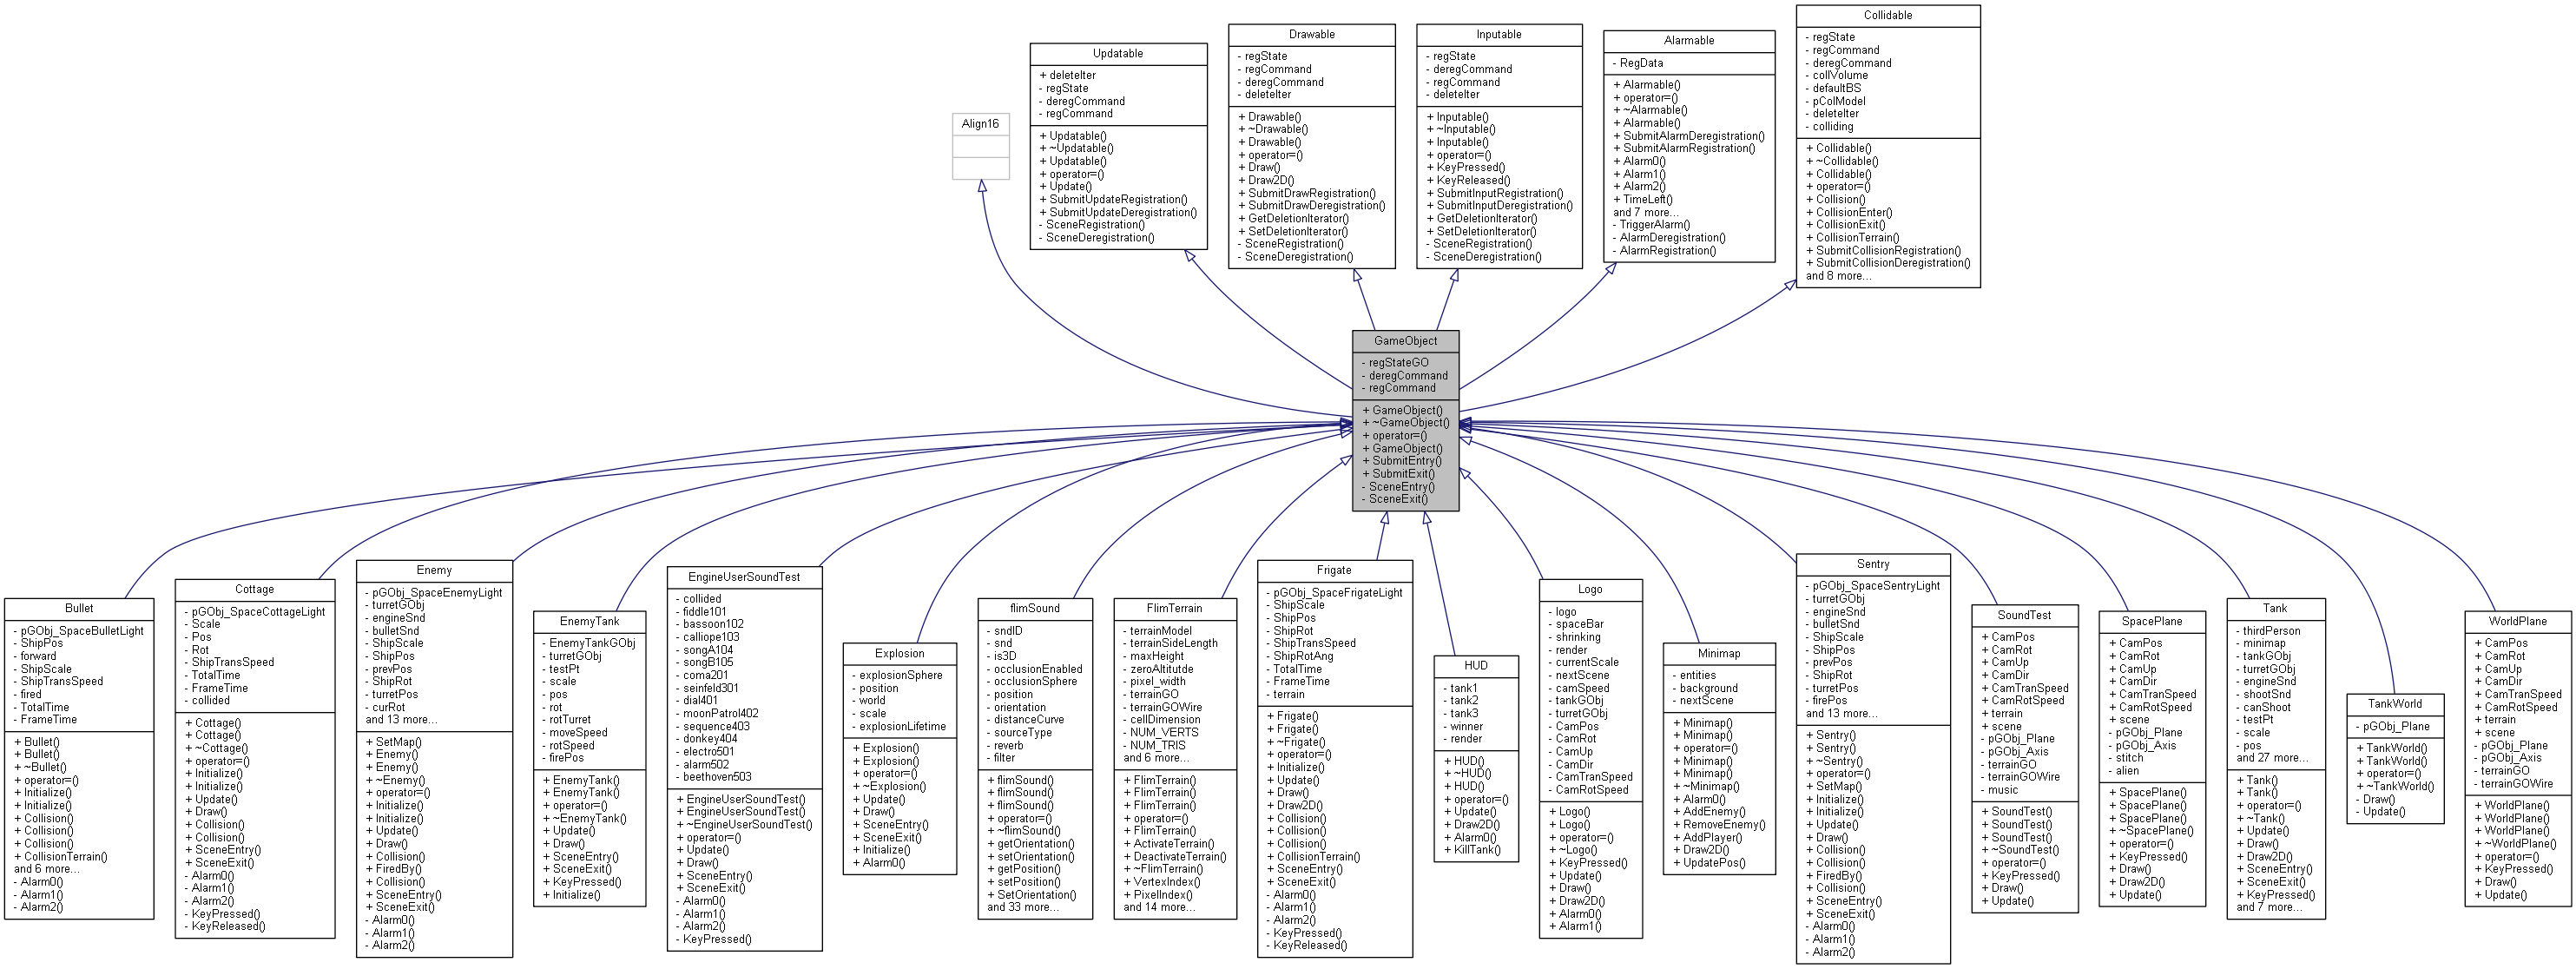 Align16
Updatable
+ deleteIter
- regState
- deregCommand
- regCommand
+ Updatable()
+ ~Updatable()
+ Updatable()
+ operator=()
+ Update()
+ SubmitUpdateRegistration()
+ SubmitUpdateDeregistration()
- SceneRegistration()
- SceneDeregistration()
Drawable
- regState
- regCommand
- deregCommand
- deleteIter
+ Drawable()
+ ~Drawable()
+ Drawable()
+ operator=()
+ Draw()
+ Draw2D()
+ SubmitDrawRegistration()
+ SubmitDrawDeregistration()
+ GetDeletionIterator()
+ SetDeletionIterator()
- SceneRegistration()
- SceneDeregistration()
Inputable
- regState
- deregCommand
- regCommand
- deleteIter
+ Inputable()
+ ~Inputable()
+ Inputable()
+ operator=()
+ KeyPressed()
+ KeyReleased()
+ SubmitInputRegistration()
+ SubmitInputDeregistration()
+ GetDeletionIterator()
+ SetDeletionIterator()
- SceneRegistration()
- SceneDeregistration()
Alarmable
- RegData
+ Alarmable()
+ operator=()
+ ~Alarmable()
+ Alarmable()
+ SubmitAlarmDeregistration()
+ SubmitAlarmRegistration()
+ Alarm0()
+ Alarm1()
+ Alarm2()
+ TimeLeft()
and 7 more...
- TriggerAlarm()
- AlarmDeregistration()
- AlarmRegistration()
Collidable
- regState
- regCommand
- deregCommand
- collVolume
- defaultBS
- pColModel
- deleteIter
- colliding
+ Collidable()
+ ~Collidable()
+ Collidable()
+ operator=()
+ Collision()
+ CollisionEnter()
+ CollisionExit()
+ CollisionTerrain()
+ SubmitCollisionRegistration()
+ SubmitCollisionDeregistration()
and 8 more...
GameObject
- regStateGO
- deregCommand
- regCommand
+ GameObject()
+ ~GameObject()
+ operator=()
+ GameObject()
+ SubmitEntry()
+ SubmitExit()
- SceneEntry()
- SceneExit()
Bullet
- pGObj_SpaceBulletLight
- ShipPos
- forward
- ShipScale
- ShipTransSpeed
- fired
- TotalTime
- FrameTime
+ Bullet()
+ Bullet()
+ ~Bullet()
+ operator=()
+ Initialize()
+ Initialize()
+ Collision()
+ Collision()
+ Collision()
+ CollisionTerrain()
and 6 more...
- Alarm0()
- Alarm1()
- Alarm2()
Cottage
- pGObj_SpaceCottageLight
- Scale
- Pos
- Rot
- ShipTransSpeed
- TotalTime
- FrameTime
- collided
+ Cottage()
+ Cottage()
+ ~Cottage()
+ operator=()
+ Initialize()
+ Initialize()
+ Update()
+ Draw()
+ Collision()
+ Collision()
+ SceneEntry()
+ SceneExit()
- Alarm0()
- Alarm1()
- Alarm2()
- KeyPressed()
- KeyReleased()
Enemy
- pGObj_SpaceEnemyLight
- turretGObj
- engineSnd
- bulletSnd
- ShipScale
- ShipPos
- prevPos
- ShipRot
- turretPos
- curRot
and 13 more...
+ SetMap()
+ Enemy()
+ Enemy()
+ ~Enemy()
+ operator=()
+ Initialize()
+ Initialize()
+ Update()
+ Draw()
+ Collision()
+ FiredBy()
+ Collision()
+ SceneEntry()
+ SceneExit()
- Alarm0()
- Alarm1()
- Alarm2()
EnemyTank
- EnemyTankGObj
- turretGObj
- testPt
- scale
- pos
- rot
- rotTurret
- moveSpeed
- rotSpeed
- firePos
+ EnemyTank()
+ EnemyTank()
+ operator=()
+ ~EnemyTank()
+ Update()
+ Draw()
+ SceneEntry()
+ SceneExit()
+ KeyPressed()
+ Initialize()
EngineUserSoundTest
- collided
- fiddle101
- bassoon102
- calliope103
- songA104
- songB105
- coma201
- seinfeld301
- dial401
- moonPatrol402
- sequence403
- donkey404
- electro501
- alarm502
- beethoven503
+ EngineUserSoundTest()
+ EngineUserSoundTest()
+ ~EngineUserSoundTest()
+ operator=()
+ Update()
+ Draw()
+ SceneEntry()
+ SceneExit()
- Alarm0()
- Alarm1()
- Alarm2()
- KeyPressed()
Explosion
- explosionSphere
- position
- world
- scale
- explosionLifetime
+ Explosion()
+ Explosion()
+ operator=()
+ ~Explosion()
+ Update()
+ Draw()
+ SceneEntry()
+ SceneExit()
+ Initialize()
+ Alarm0()
flimSound
- sndID
- snd
- is3D
- occlusionEnabled
- occlusionSphere
- position
- orientation
- distanceCurve
- sourceType
- reverb
- filter
+ flimSound()
+ flimSound()
+ flimSound()
+ operator=()
+ ~flimSound()
+ getOrientation()
+ setOrientation()
+ getPosition()
+ setPosition()
+ SetOrientation()
and 33 more...
FlimTerrain
- terrainModel
- terrainSideLength
- maxHeight
- zeroAltitutde
- pixel_width
- terrainGO
- terrainGOWire
- cellDimension
- NUM_VERTS
- NUM_TRIS
and 6 more...
+ FlimTerrain()
+ FlimTerrain()
+ FlimTerrain()
+ operator=()
+ FlimTerrain()
+ ActivateTerrain()
+ DeactivateTerrain()
+ ~FlimTerrain()
+ VertexIndex()
+ PixelIndex()
and 14 more...
Frigate
- pGObj_SpaceFrigateLight
- ShipScale
- ShipPos
- ShipRot
- ShipTransSpeed
- ShipRotAng
- TotalTime
- FrameTime
- terrain
+ Frigate()
+ Frigate()
+ ~Frigate()
+ operator=()
+ Initialize()
+ Update()
+ Draw()
+ Draw2D()
+ Collision()
+ Collision()
+ Collision()
+ CollisionTerrain()
+ SceneEntry()
+ SceneExit()
- Alarm0()
- Alarm1()
- Alarm2()
- KeyPressed()
- KeyReleased()
HUD
- tank1
- tank2
- tank3
- winner
- render
+ HUD()
+ ~HUD()
+ HUD()
+ operator=()
+ Update()
+ Draw2D()
+ Alarm0()
+ KillTank()
Logo
- logo
- spaceBar
- shrinking
- render
- currentScale
- nextScene
- camSpeed
- tankGObj
- turretGObj
- CamPos
- CamRot
- CamUp
- CamDir
- CamTranSpeed
- CamRotSpeed
+ Logo()
+ Logo()
+ operator=()
+ ~Logo()
+ KeyPressed()
+ Update()
+ Draw()
+ Draw2D()
+ Alarm0()
+ Alarm1()
Minimap
- entities
- background
- nextScene
+ Minimap()
+ Minimap()
+ operator=()
+ Minimap()
+ Minimap()
+ ~Minimap()
+ Alarm0()
+ AddEnemy()
+ RemoveEnemy()
+ AddPlayer()
+ Draw2D()
+ UpdatePos()
Sentry
- pGObj_SpaceSentryLight
- turretGObj
- engineSnd
- bulletSnd
- ShipScale
- ShipPos
- prevPos
- ShipRot
- turretPos
- firePos
and 13 more...
+ Sentry()
+ Sentry()
+ ~Sentry()
+ operator=()
+ SetMap()
+ Initialize()
+ Initialize()
+ Update()
+ Draw()
+ Collision()
+ Collision()
+ FiredBy()
+ Collision()
+ SceneEntry()
+ SceneExit()
- Alarm0()
- Alarm1()
- Alarm2()
SoundTest
+ CamPos
+ CamRot
+ CamUp
+ CamDir
+ CamTranSpeed
+ CamRotSpeed
+ terrain
+ scene
- pGObj_Plane
- pGObj_Axis
- terrainGO
- terrainGOWire
- music
+ SoundTest()
+ SoundTest()
+ SoundTest()
+ ~SoundTest()
+ operator=()
+ KeyPressed()
+ Draw()
+ Update()
SpacePlane
+ CamPos
+ CamRot
+ CamUp
+ CamDir
+ CamTranSpeed
+ CamRotSpeed
+ scene
- pGObj_Plane
- pGObj_Axis
- stitch
- alien
+ SpacePlane()
+ SpacePlane()
+ SpacePlane()
+ ~SpacePlane()
+ operator=()
+ KeyPressed()
+ Draw()
+ Draw2D()
+ Update()
Tank
- thirdPerson
- minimap
- tankGObj
- turretGObj
- engineSnd
- shootSnd
- canShoot
- testPt
- scale
- pos
and 27 more...
+ Tank()
+ Tank()
+ operator=()
+ ~Tank()
+ Update()
+ Draw()
+ Draw2D()
+ SceneEntry()
+ SceneExit()
+ KeyPressed()
and 7 more...
TankWorld
- pGObj_Plane
+ TankWorld()
+ TankWorld()
+ operator=()
+ ~TankWorld()
- Draw()
- Update()
WorldPlane
+ CamPos
+ CamRot
+ CamUp
+ CamDir
+ CamTranSpeed
+ CamRotSpeed
+ terrain
+ scene
- pGObj_Plane
- pGObj_Axis
- terrainGO
- terrainGOWire
+ WorldPlane()
+ WorldPlane()
+ WorldPlane()
+ ~WorldPlane()
+ operator=()
+ KeyPressed()
+ Draw()
+ Update()